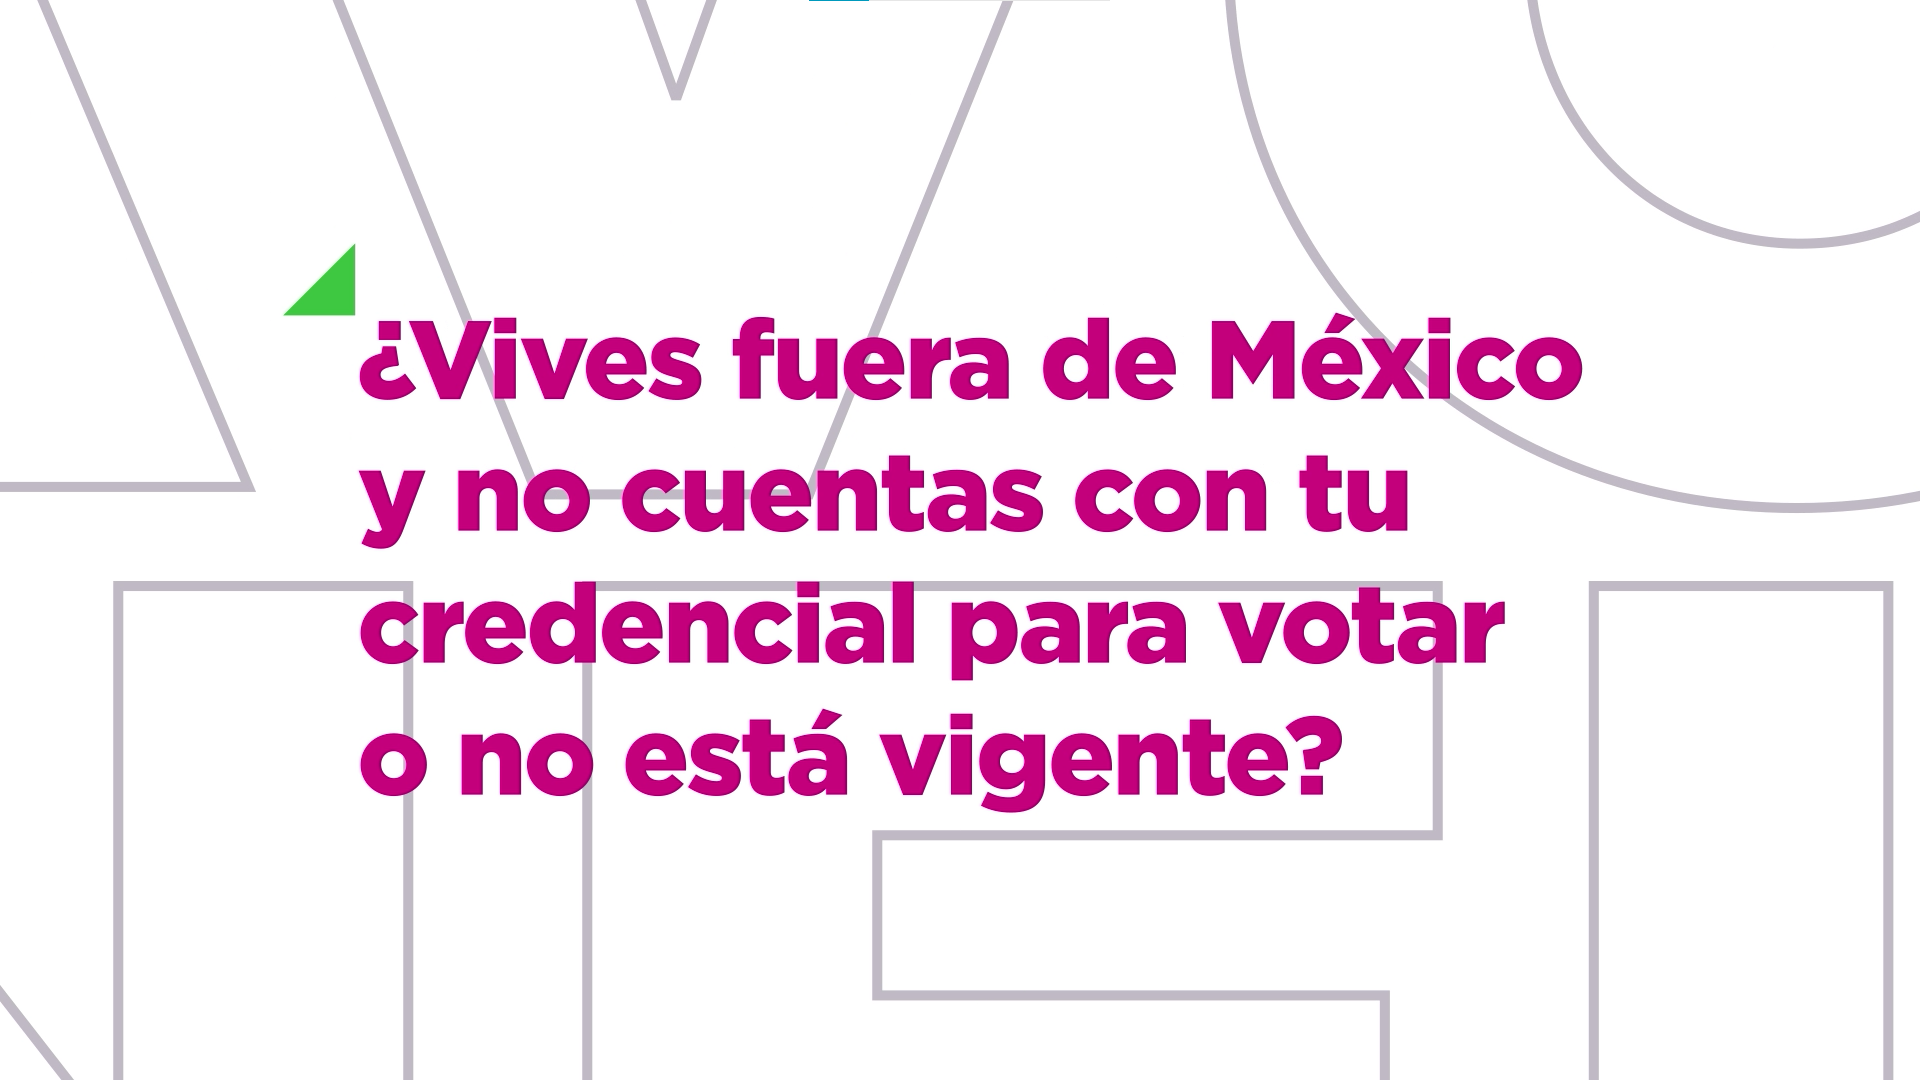 ¿Vives fuera de México
y no cuentas con tu
credencial para votar
o no está vigente?